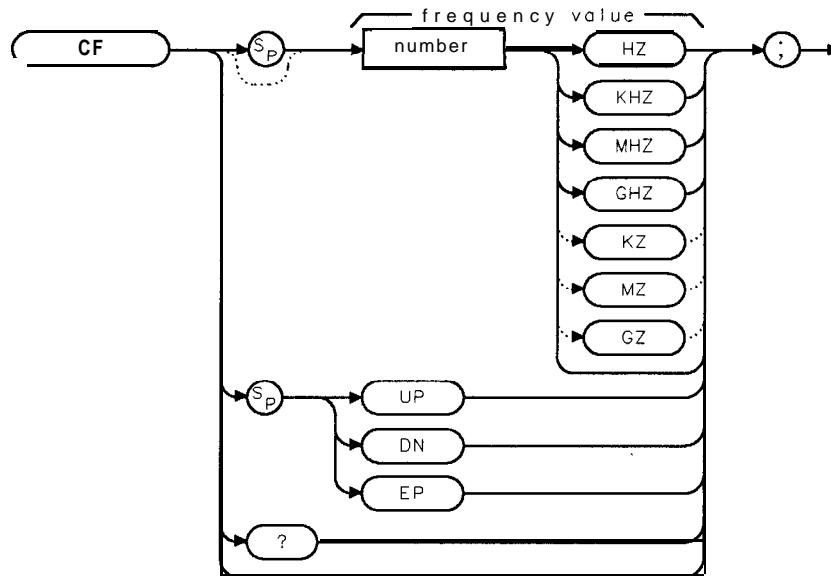 frequency value
CF SP number HZ ;
KHZ
MHZ
GHZ
KZ
MZ
GZ
SP UP
DN
EP
?